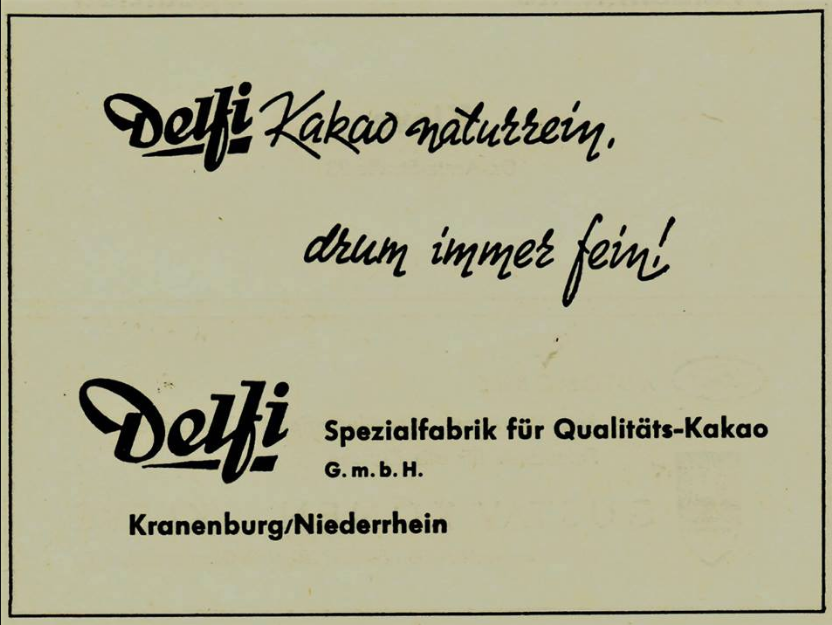 Delfi Kakao naturrein,
drum immer fein!
Delfi Spezialfabrik für Qualitäts-Kakao
G. m. b. H.
Kranenburg/Niederrhein